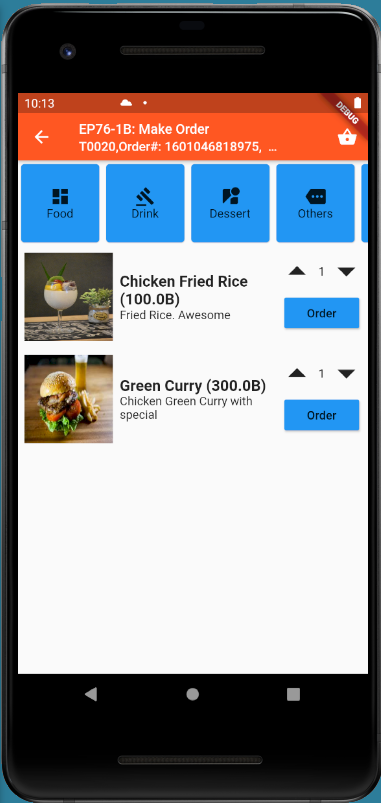 10:13
DEBUG
EP76-1B: Make Order
T0020,Order#: 1601046818975, ...
Food
Drink
Dessert
Others
Chicken Fried Rice
(100.0B)
Fried Rice. Awesome
1
Order
Green Curry (300.0B)
Chicken Green Curry with
special
1
Order